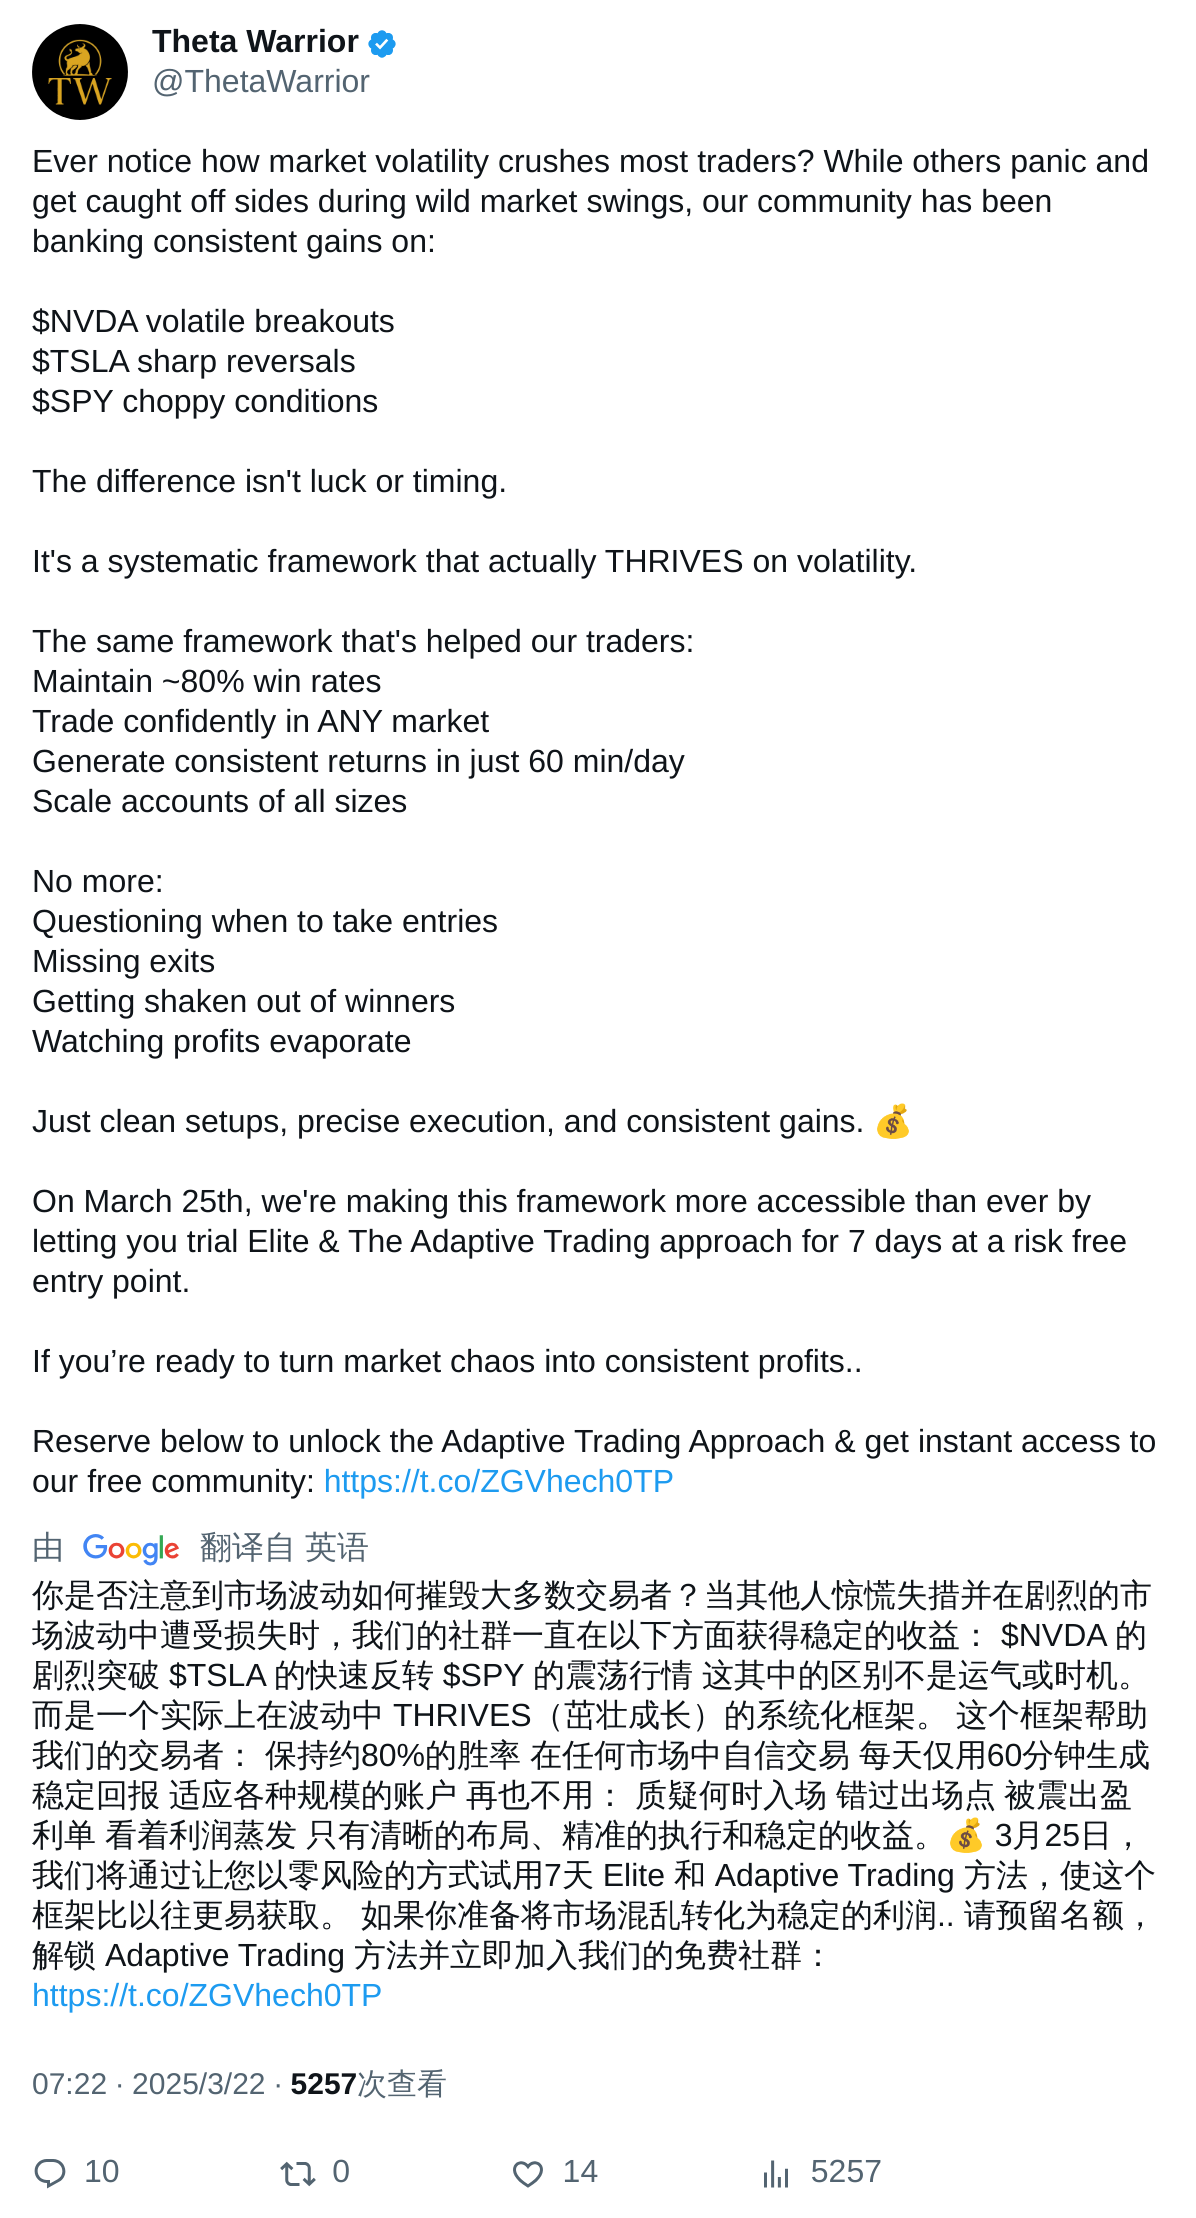 TW
Theta Warrior
@ThetaWarrior
Ever notice how market volatility crushes most traders? While others panic and
get caught off sides during wild market swings, our community has been
banking consistent gains on:
$NVDA volatile breakouts
$TSLA sharp reversals
$SPY choppy conditions
The difference isn't luck or timing.
It's a systematic framework that actually THRIVES on volatility.
The same framework that's helped our traders:
Maintain ~80% win rates
Trade confidently in ANY market
Generate consistent returns in just 60 min/day
Scale accounts of all sizes
No more:
Questioning when to take entries
Missing exits
Getting shaken out of winners
Watching profits evaporate
Just clean setups, precise execution, and consistent gains. 💰
On March 25th, we're making this framework more accessible than ever by
letting you trial Elite & The Adaptive Trading approach for 7 days at a risk free
entry point.
If you’re ready to turn market chaos into consistent profits..
Reserve below to unlock the Adaptive Trading Approach & get instant access to
our free community: https://t.co/ZGVhech0TP
由 Google 翻译自 英语
你是否注意到市场波动如何摧毁大多数交易者？当其他人惊慌失措并在剧烈的市
场波动中遭受损失时，我们的社群一直在以下方面获得稳定的收益： $NVDA 的
剧烈突破 $TSLA 的快速反转 $SPY 的震荡行情 这其中的区别不是运气或时机。
而是一个实际上在波动中 THRIVES（茁壮成长）的系统化框架。 这个框架帮助
我们的交易者： 保持约80%的胜率 在任何市场中自信交易 每天仅用60分钟生成
稳定回报 适应各种规模的账户 再也不用： 质疑何时入场 错过出场点 被震出盈
利单 看着利润蒸发 只有清晰的布局、精准的执行和稳定的收益。💰 3月25日，
我们将通过让您以零风险的方式试用7天 Elite 和 Adaptive Trading 方法，使这个
框架比以往更易获取。 如果你准备将市场混乱转化为稳定的利润.. 请预留名额，
解锁 Adaptive Trading 方法并立即加入我们的免费社群：
https://t.co/ZGVhech0TP
07:22 · 2025/3/22 · 5257次查看
10 0 14 5257